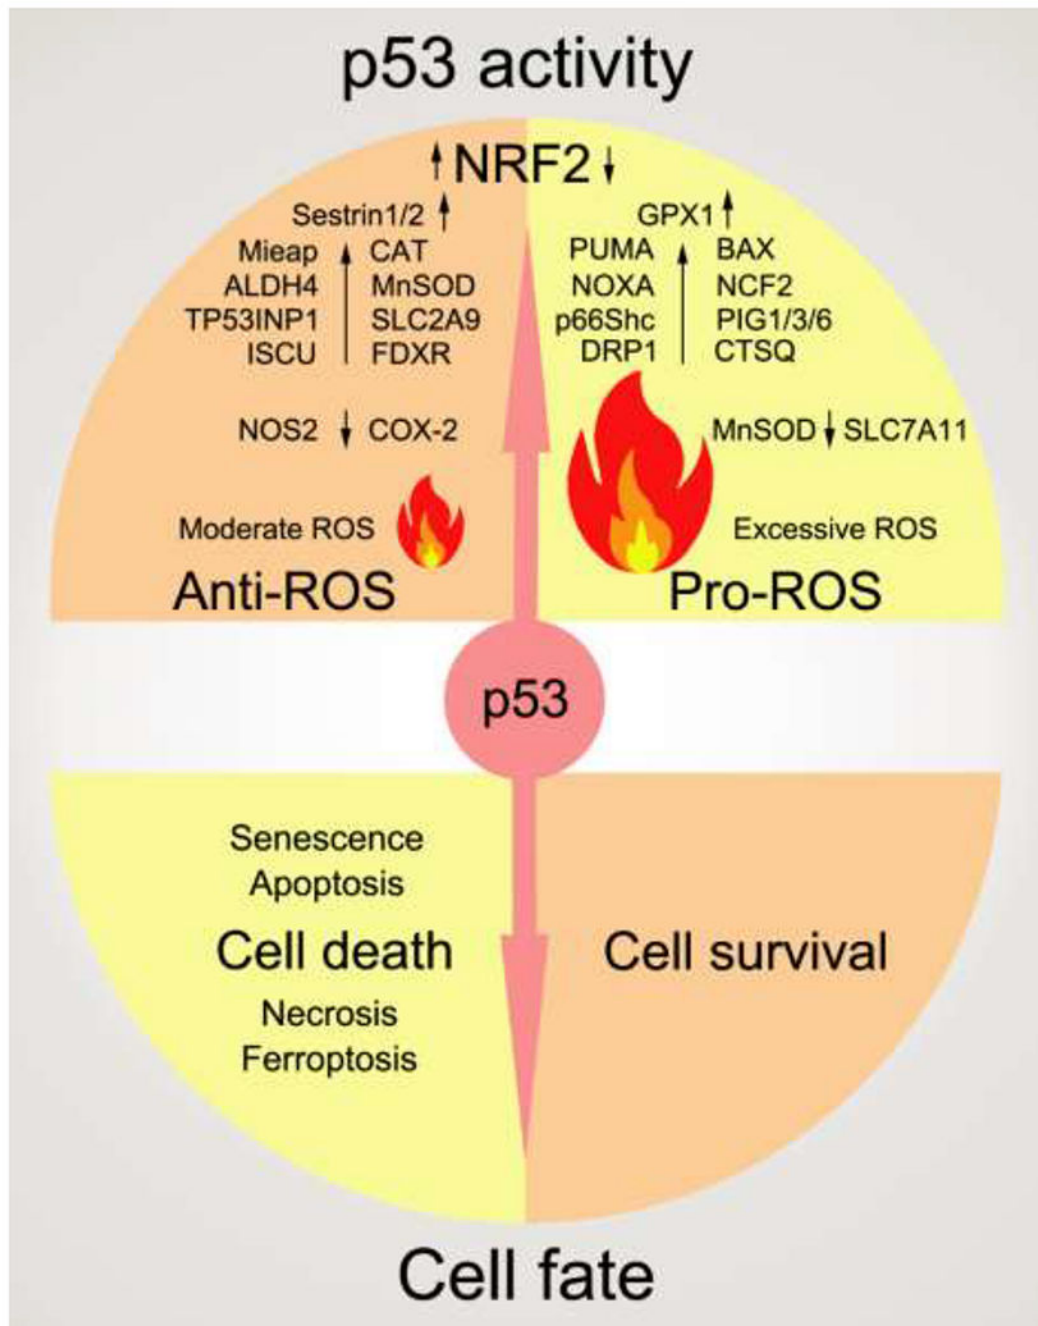 p53 activity
↑ NRF2 ↓
Sestrin1/2 ↑
Mieap ↑ CAT
ALDH4 MnSOD
TP53INP1 SLC2A9
ISCU FDXR
NOS2 ↓ COX-2
Moderate ROS
Anti-ROS
GPX1 ↑
PUMA ↑ BAX
NOXA NCF2
p66Shc PIG1/3/6
DRP1 CTSQ
MnSOD ↓ SLC7A11
Excessive ROS
Pro-ROS
p53
Senescence
Apoptosis
Cell death
Necrosis
Ferroptosis
Cell survival
Cell fate